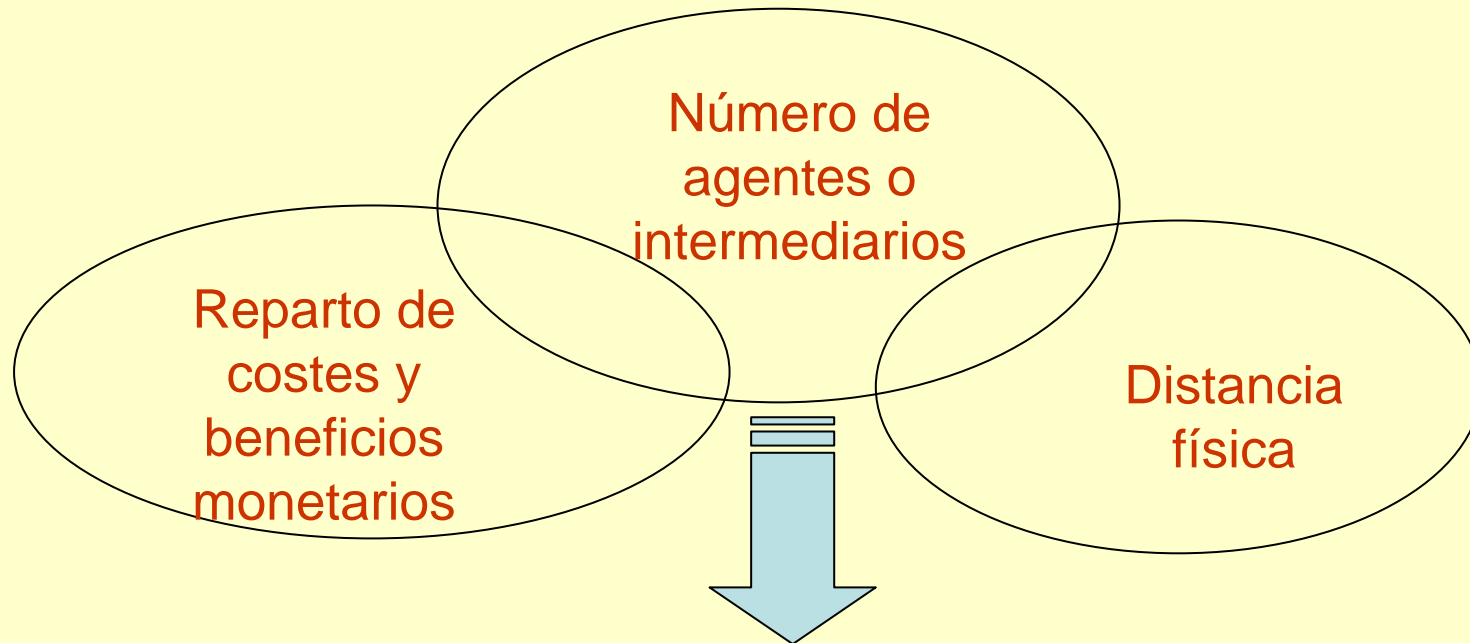 Número de
agentes o
intermediarios
Reparto de
costes y
beneficios
monetarios
Distancia
física